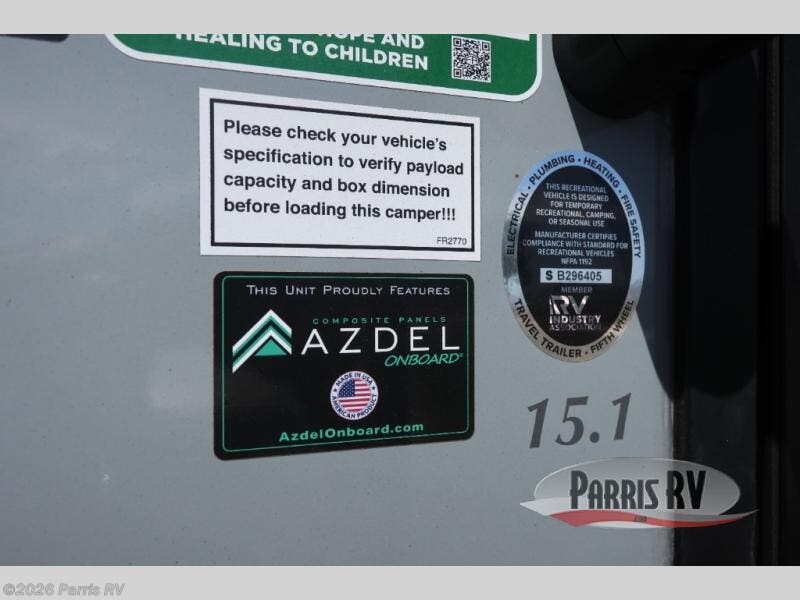 HOPE AND
HEALING TO CHILDREN
Please check your vehicle's
specification to verify payload
capacity and box dimension
before loading this camper!!!
FR2770
THIS UNIT PROUDLY FEATURES
COMPOSITE PANELS
AZDEL
ONBOARD®
MADE IN USA
AMERICAN PRODUCT
AzdelOnboard.com
ELECTRICAL · PLUMBING · HEATING · FIRE SAFETY
THIS RECREATIONAL
VEHICLE IS DESIGNED
FOR TEMPORARY
RECREATIONAL, CAMPING,
OR SEASONAL USE
MANUFACTURER CERTIFIES
COMPLIANCE WITH STANDARD FOR
RECREATIONAL VEHICLES
NFPA 1192
S B296405
MEMBER
RV
INDUSTRY
ASSOCIATION
TRAVEL TRAILER · FIFTH WHEEL
15.1
PARRIS RV
©2026 Parris RV